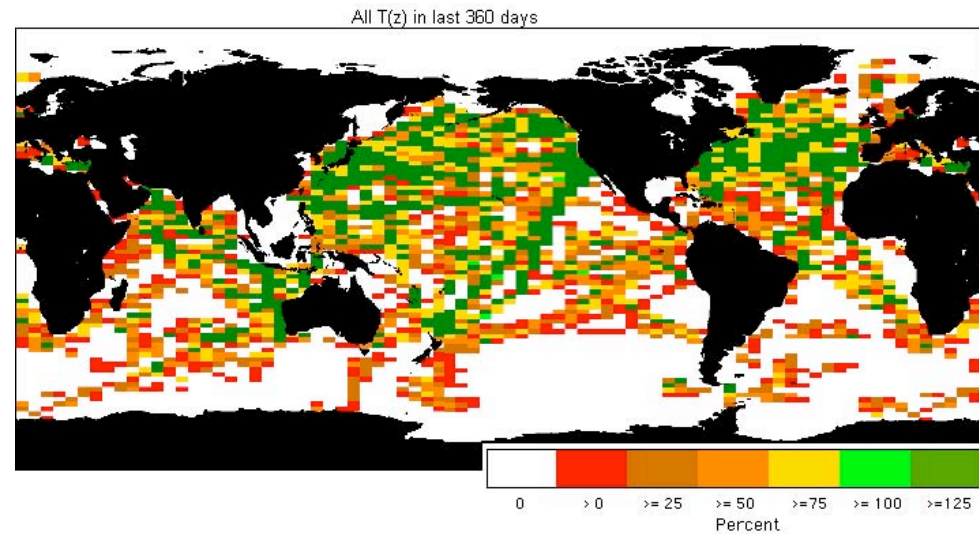 All T(z) in last 360 days
0 > 0 >= 25 >= 50 >=75 >= 100 >=125
Percent